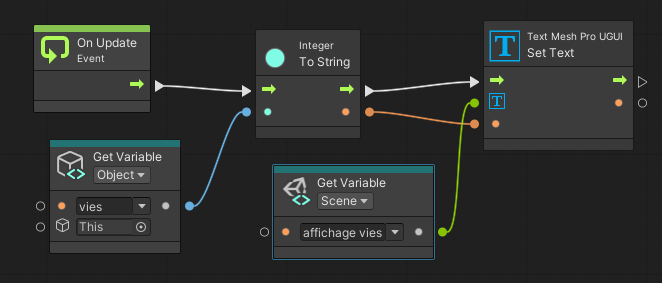 On Update
Event
Integer
To String
Text Mesh Pro UGUI
Set Text
T
T
Get Variable
Object
vies
This
Get Variable
Scene
affichage vies